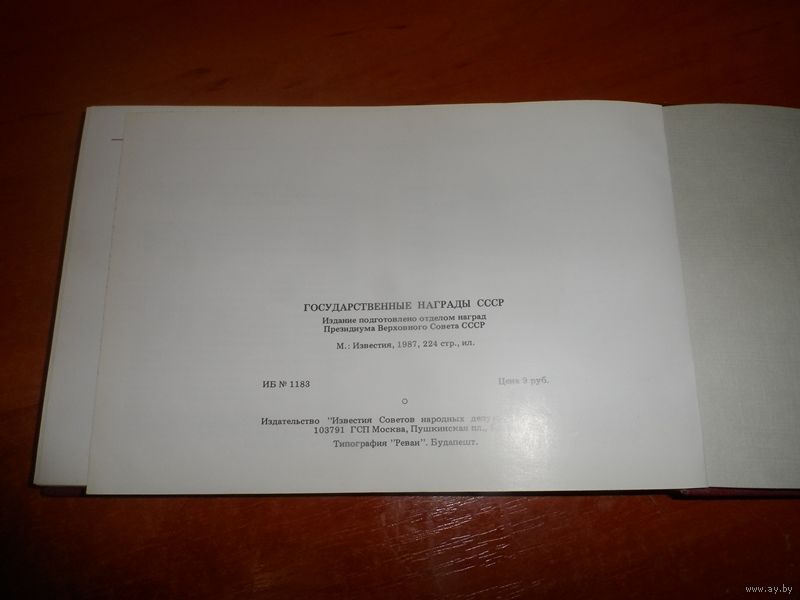 ГОСУДАРСТВЕННЫЕ НАГРАДЫ СССР
Издание подготовлено отделом наград
Президиума Верховного Совета СССР
М.: Известия, 1987, 224 стр., ил.
ИБ № 1183 Цена 9 руб.
Издательство "Известия Советов народных
103791 ГСП Москва, Пушкинская пл.,
Типография "Реваи". Будапешт.
www.ay.by